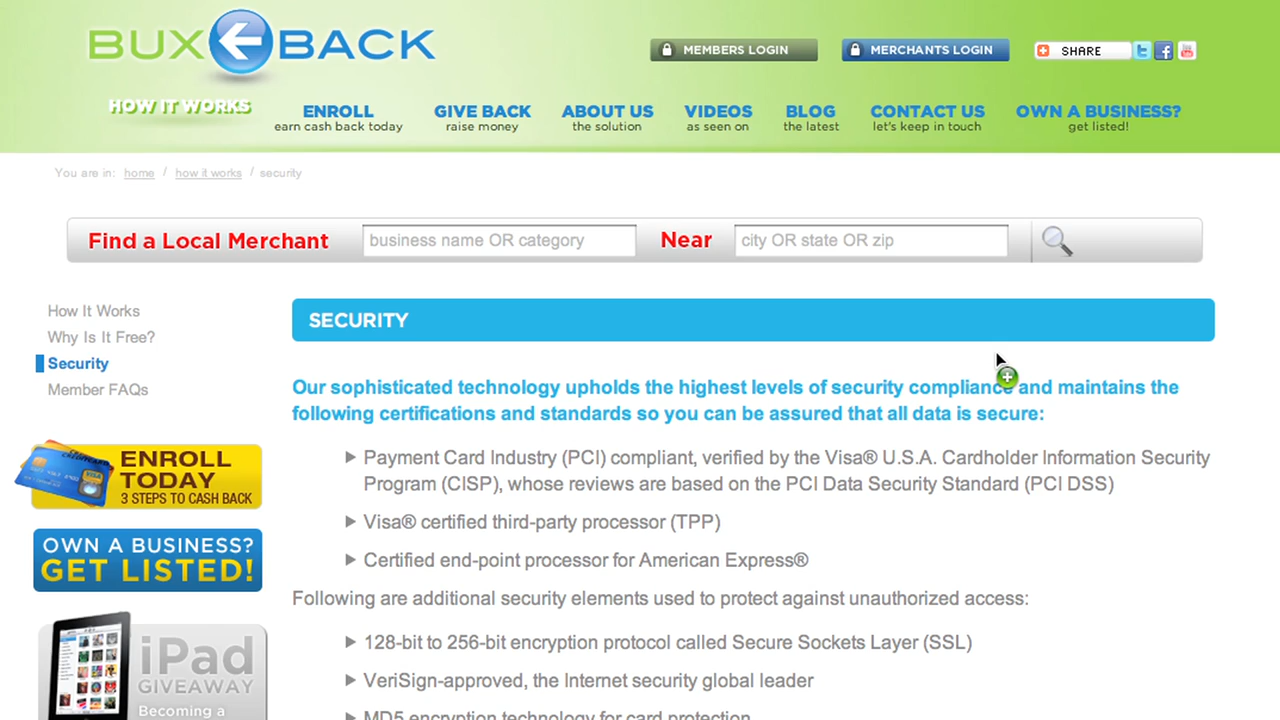 BUX BACK
MEMBERS LOGIN
MERCHANTS LOGIN
SHARE
HOW IT WORKS
ENROLL
earn cash back today
GIVE BACK
raise money
ABOUT US
the solution
VIDEOS
as seen on
BLOG
the latest
CONTACT US
let's keep in touch
OWN A BUSINESS?
get listed!
You are in: home / how it works / security
Find a Local Merchant
business name OR category
Near
city OR state OR zip
How It Works
Why Is It Free?
Security
Member FAQs
ENROLL
TODAY
3 STEPS TO CASH BACK
OWN A BUSINESS?
GET LISTED!
iPad
GIVEAWAY
Becoming a
SECURITY
Our sophisticated technology upholds the highest levels of security compliance and maintains the
following certifications and standards so you can be assured that all data is secure:
Payment Card Industry (PCI) compliant, verified by the Visa® U.S.A. Cardholder Information Security
Program (CISP), whose reviews are based on the PCI Data Security Standard (PCI DSS)
Visa® certified third-party processor (TPP)
Certified end-point processor for American Express®
Following are additional security elements used to protect against unauthorized access:
128-bit to 256-bit encryption protocol called Secure Sockets Layer (SSL)
VeriSign-approved, the Internet security global leader
MD5 encryption technology for card protection